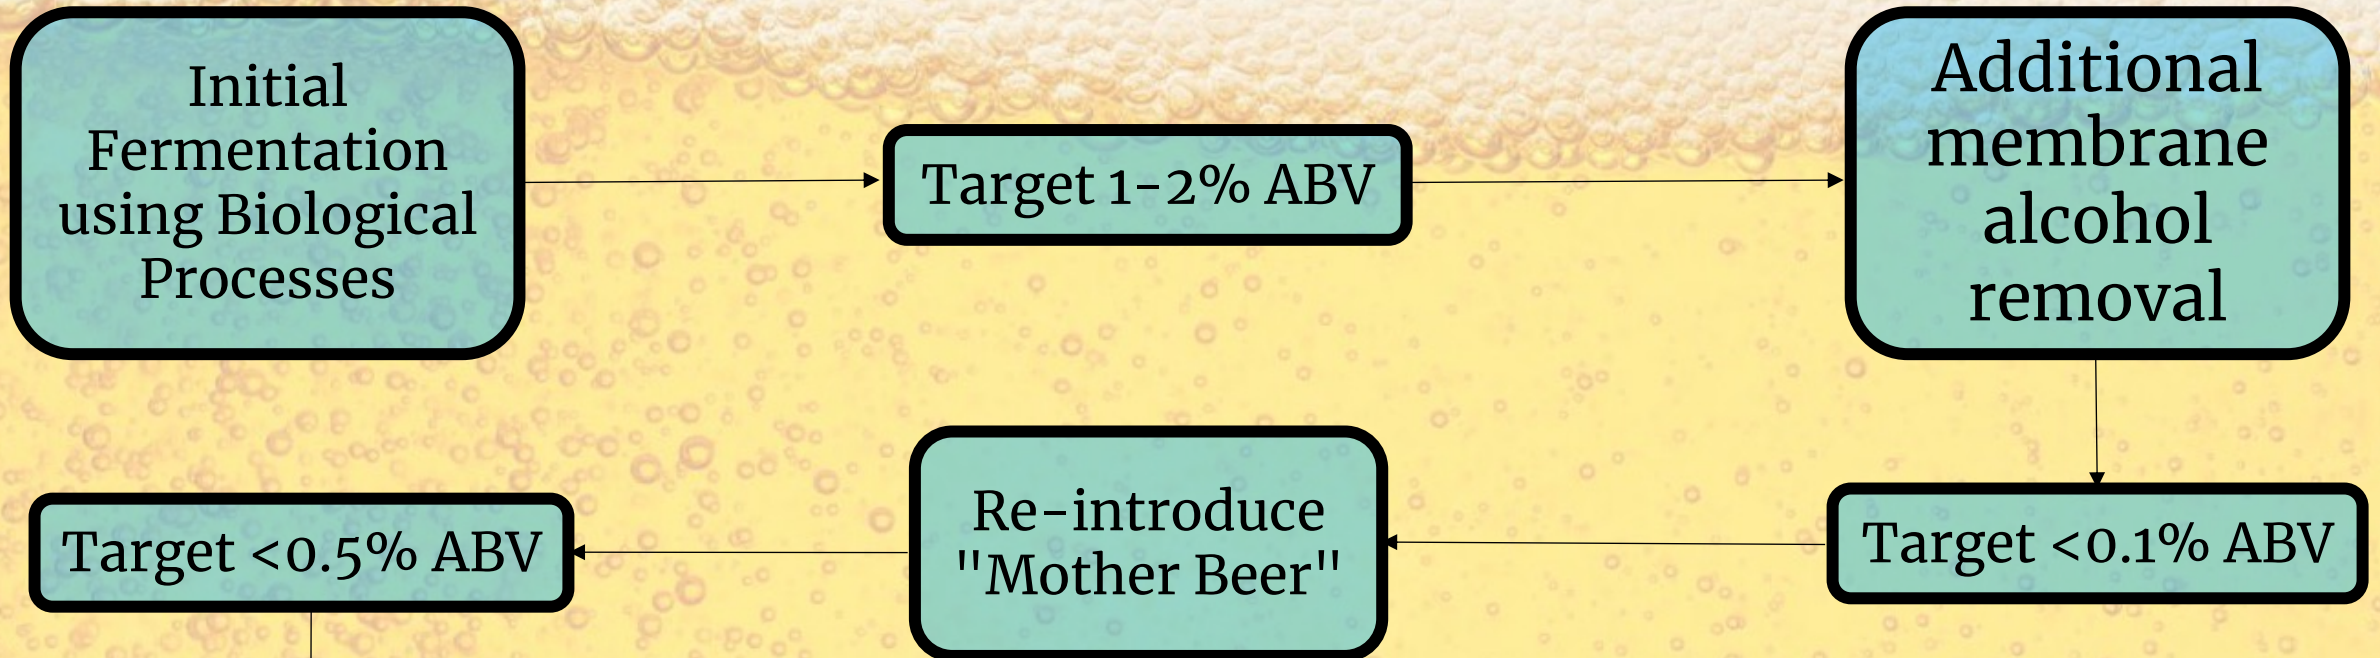 Initial
Fermentation
using Biological
Processes
Target 1-2% ABV
Additional
membrane
alcohol
removal
Target <0.1% ABV
Re-introduce
"Mother Beer"
Target <0.5% ABV